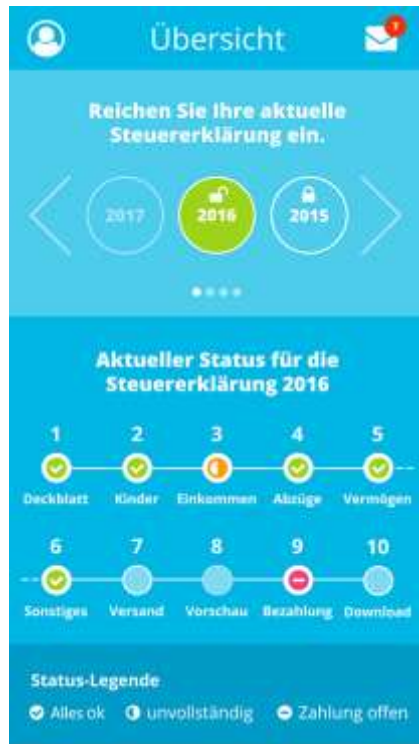 Übersicht
7
Reichen Sie Ihre aktuelle
Steuererklärung ein.
2017 2016 2015
Aktueller Status für die
Steuererklärung 2016
1 2 3 4 5
Deckblatt Kinder Einkommen Abzüge Vermögen
6 7 8 9 10
Sonstiges Versand Vorschau Bezahlung Download
Status-Legende
Alles ok unvollständig Zahlung offen